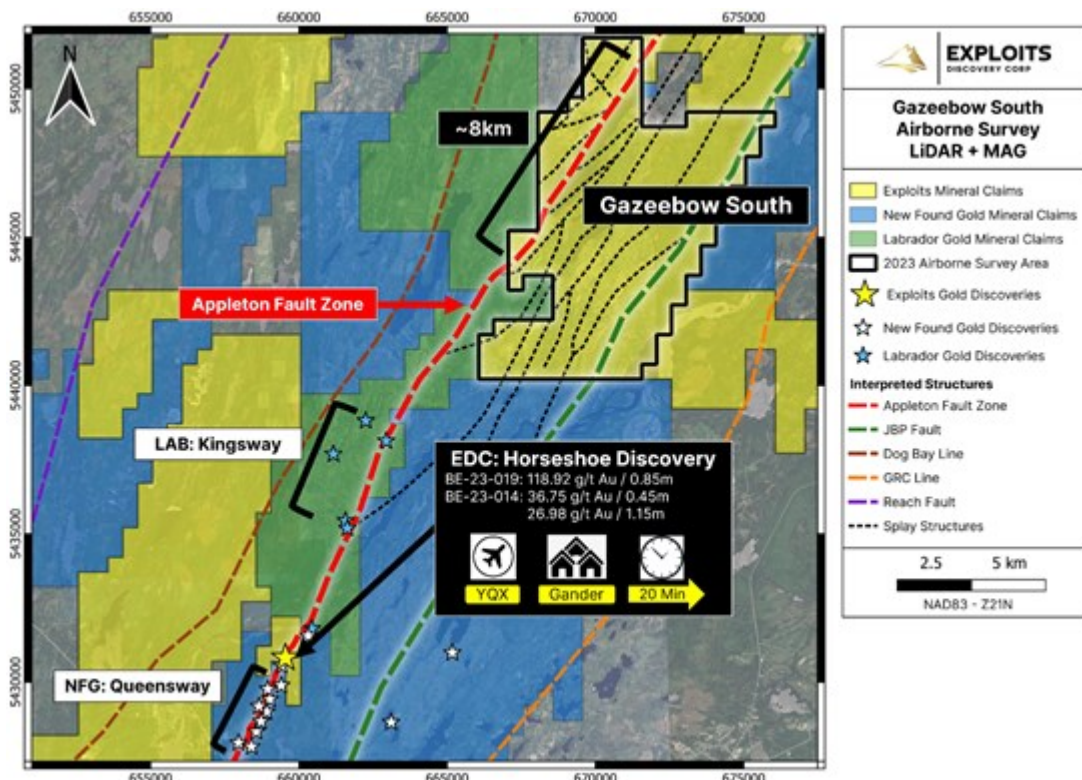 655000
660000
665000
670000
675000
N
5450000
5445000
5440000
5435000
5430000
~8km
Gazeebow South
Appleton Fault Zone
LAB: Kingsway
EDC: Horseshoe Discovery
BE-23-019: 118.92 g/t Au / 0.85m
BE-23-014: 36.75 g/t Au / 0.45m
26.98 g/t Au / 1.15m
YQX
Gander
20 Min
NFG: Queensway
655000
660000
665000
670000
675000
EXPLOITS
DISCOVERY CORP
Gazeebow South
Airborne Survey
LiDAR + MAG
Exploits Mineral Claims
New Found Gold Mineral Claims
Labrador Gold Mineral Claims
2023 Airborne Survey Area
Exploits Gold Discoveries
New Found Gold Discoveries
Labrador Gold Discoveries
Interpreted Structures
Appleton Fault Zone
JBP Fault
Dog Bay Line
GRC Line
Reach Fault
Splay Structures
2.5 5 km
NAD83 - Z21N